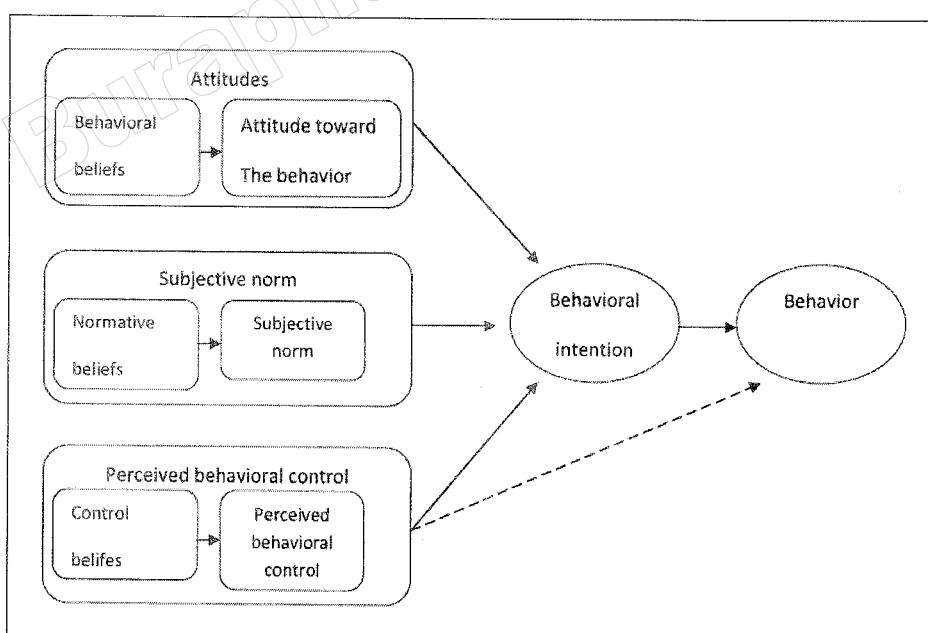 Attitudes
Behavioral
beliefs
Attitude toward
The behavior
Subjective norm
Normative
beliefs
Subjective
norm
Perceived behavioral control
Control
belifes
Perceived
behavioral
control
Behavioral
intention
Behavior